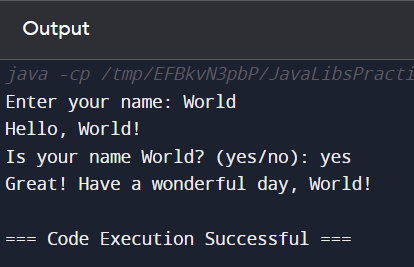 Output
java -cp /tmp/EFBkvN3pbP/JavaLibsPracti
Enter your name: World
Hello, World!
Is your name World? (yes/no): yes
Great! Have a wonderful day, World!
=== Code Execution Successful ===